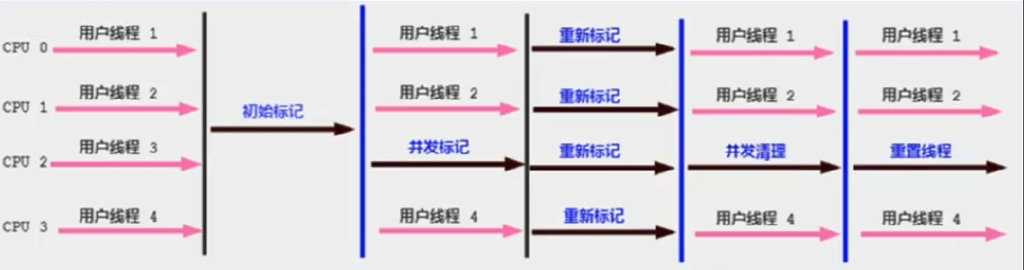 CPU 0 用户线程 1 用户线程 1 重新标记 用户线程 1 用户线程 1
CPU 1 用户线程 2 初始标记 用户线程 2 重新标记 用户线程 2 用户线程 2
CPU 2 用户线程 3 并发标记 重新标记 并发清理 重置线程
CPU 3 用户线程 4 用户线程 4 重新标记 用户线程 4 用户线程 4